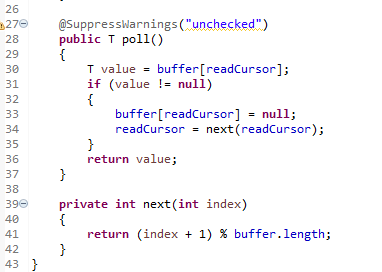 26
27 @SuppressWarnings("unchecked")
28 public T poll()
29 {
30 T value = buffer[readCursor];
31 if (value != null)
32 {
33 buffer[readCursor] = null;
34 readCursor = next(readCursor);
35 }
36 return value;
37 }
38
39 private int next(int index)
40 {
41 return (index + 1) % buffer.length;
42 }
43 }